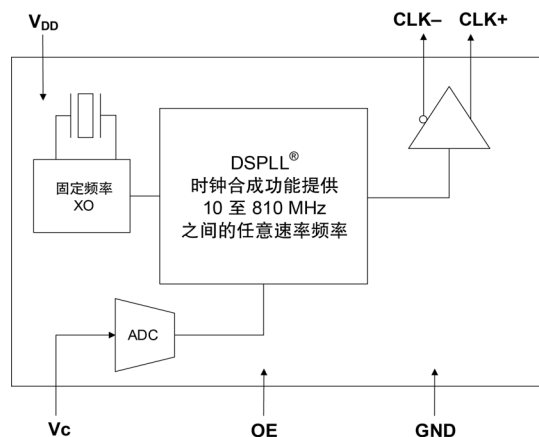 VDD
CLK–
CLK+
固定频率
XO
DSPLL®
时钟合成功能提供
10 至 810 MHz
之间的任意速率频率
ADC
Vc
OE
GND